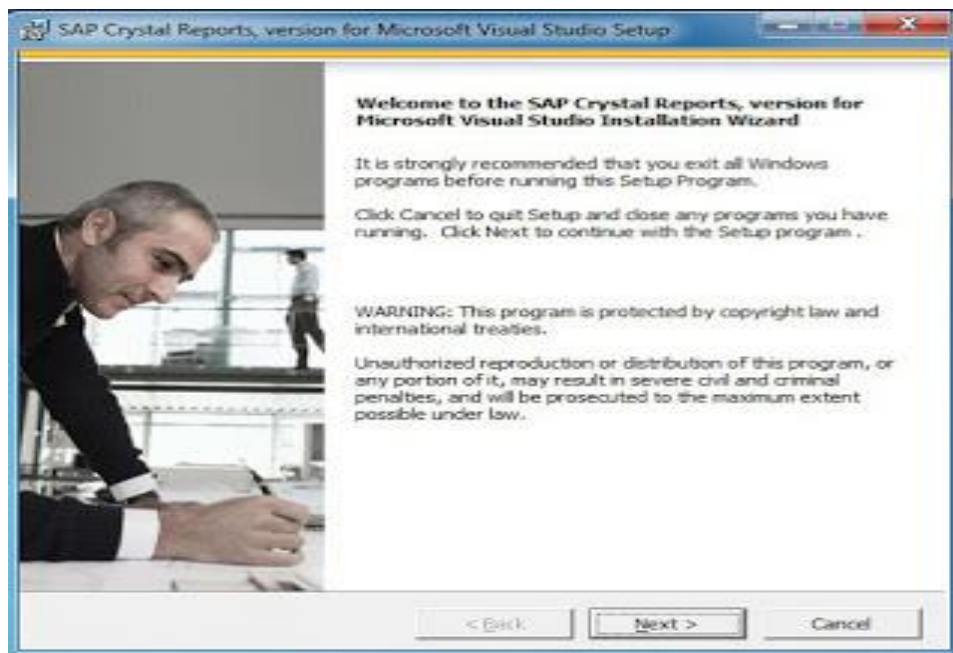 SAP Crystal Reports, version for Microsoft Visual Studio Setup
Welcome to the SAP Crystal Reports, version for
Microsoft Visual Studio Installation Wizard
It is strongly recommended that you exit all Windows
programs before running this Setup Program.
Click Cancel to quit Setup and close any programs you have
running. Click Next to continue with the Setup program .
WARNING: This program is protected by copyright law and
international treaties.
Unauthorized reproduction or distribution of this program, or
any portion of it, may result in severe civil and criminal
penalties, and will be prosecuted to the maximum extent
possible under law.
< Back
Next >
Cancel